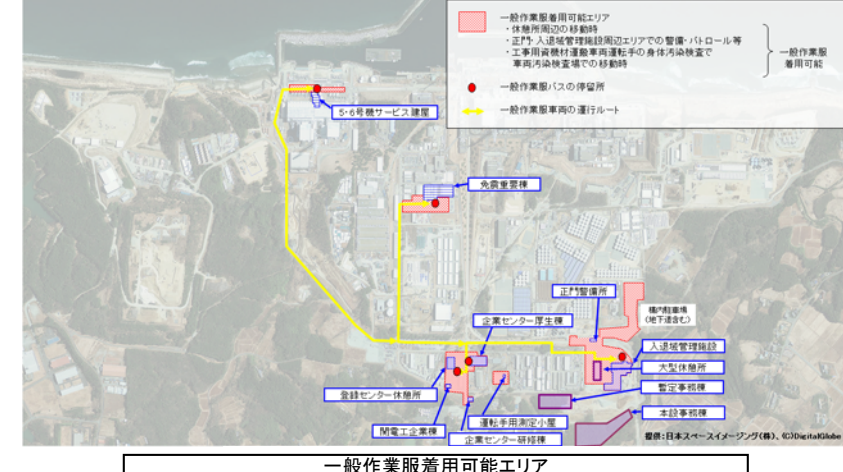 一般作業服着用可能エリア
・休憩所周辺の移動時
・正門・入退域管理施設周辺エリアでの警備・パトロール等
・工事用資機材運搬車両運転手の身体汚染検査で
車両汚染検査場での移動時
一般作業服
着用可能
一般作業服バスの停留所
一般作業服車両の運行ルート
5・6号機サービス建屋
免震重要棟
正門警備所
構内駐車場
(地下道含む)
企業センター厚生棟
入退域管理施設
大型休憩所
登録センター休憩所
暫定事務棟
関電工企業棟
運転手用測定小屋
本設事務棟
企業センター研修棟
提供:日本スペースイメージング(株)、(C)DigitalGlobe
一般作業服着用可能エリア